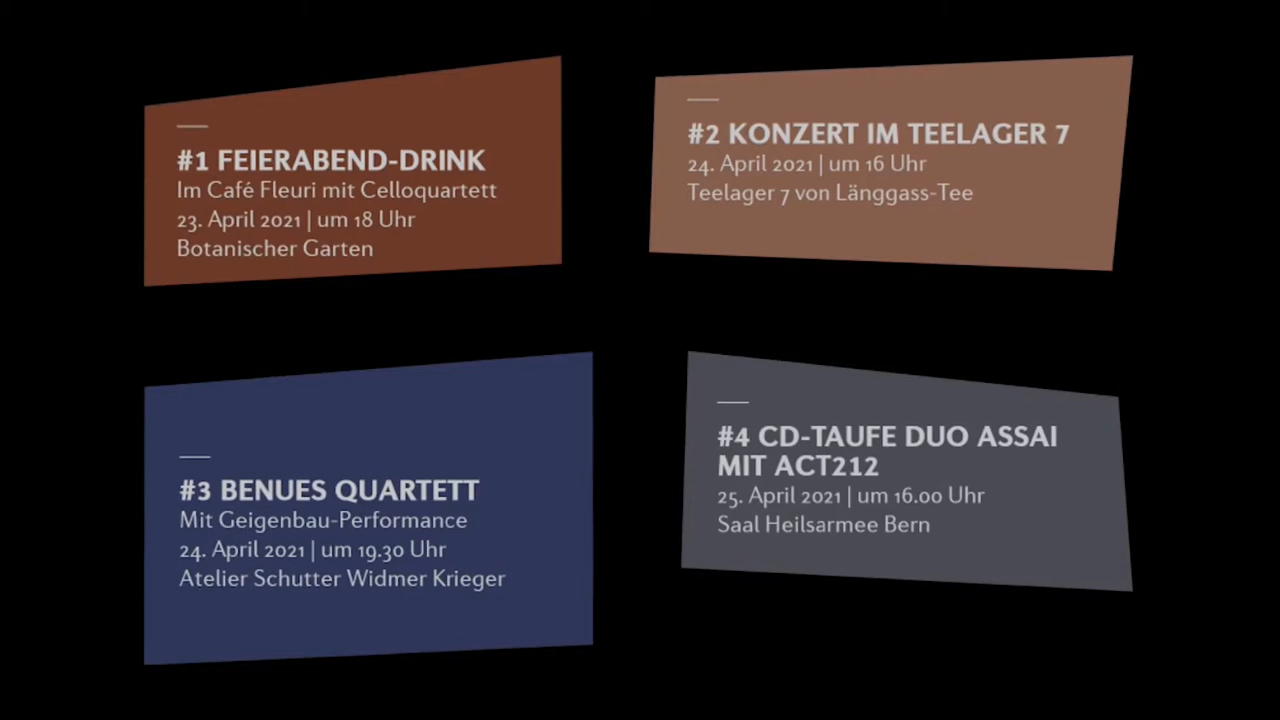 #1 FEIERABEND-DRINK
Im Café Fleuri mit Celloquartett
23. April 2021 | um 18 Uhr
Botanischer Garten
#2 KONZERT IM TEELAGER 7
24. April 2021 | um 16 Uhr
Teelager 7 von Länggass-Tee
#3 BENUES QUARTETT
Mit Geigenbau-Performance
24. April 2021 | um 19.30 Uhr
Atelier Schutter Widmer Krieger
#4 CD-TAUFE DUO ASSAI
MIT ACT212
25. April 2021 | um 16.00 Uhr
Saal Heilsarmee Bern